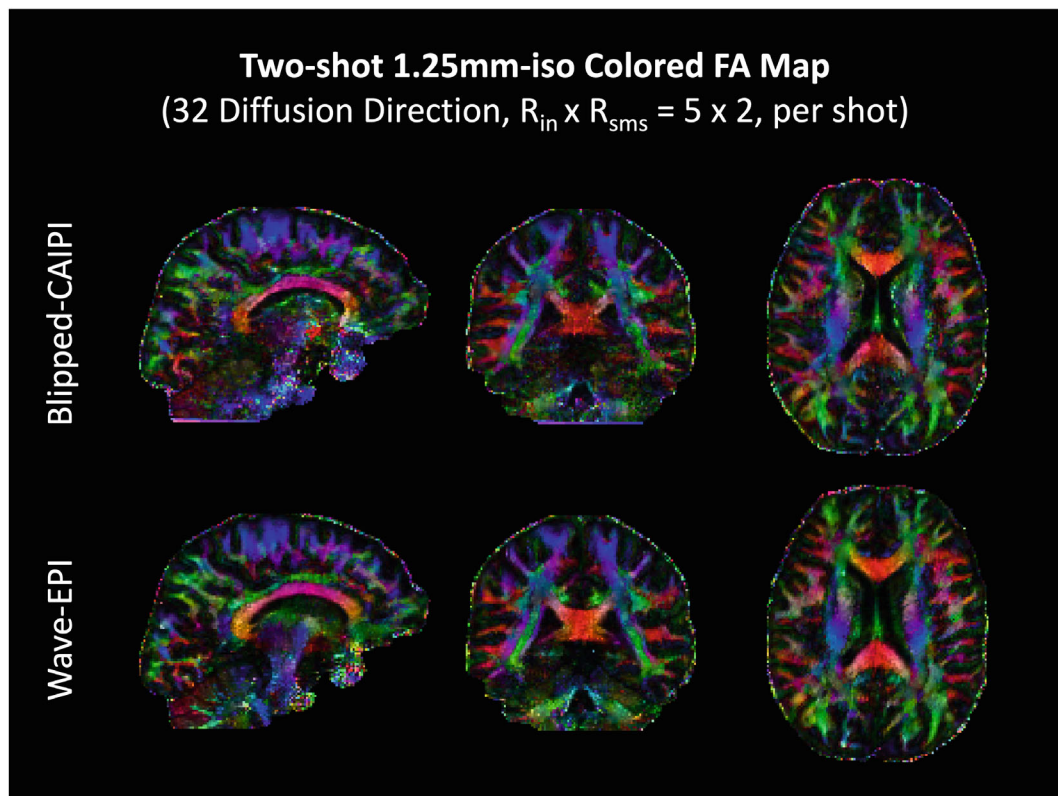 Two-shot 1.25mm-iso Colored FA Map
(32 Diffusion Direction, Rin x Rsms = 5 x 2, per shot)
Blipped-CAIPI
Wave-EPI